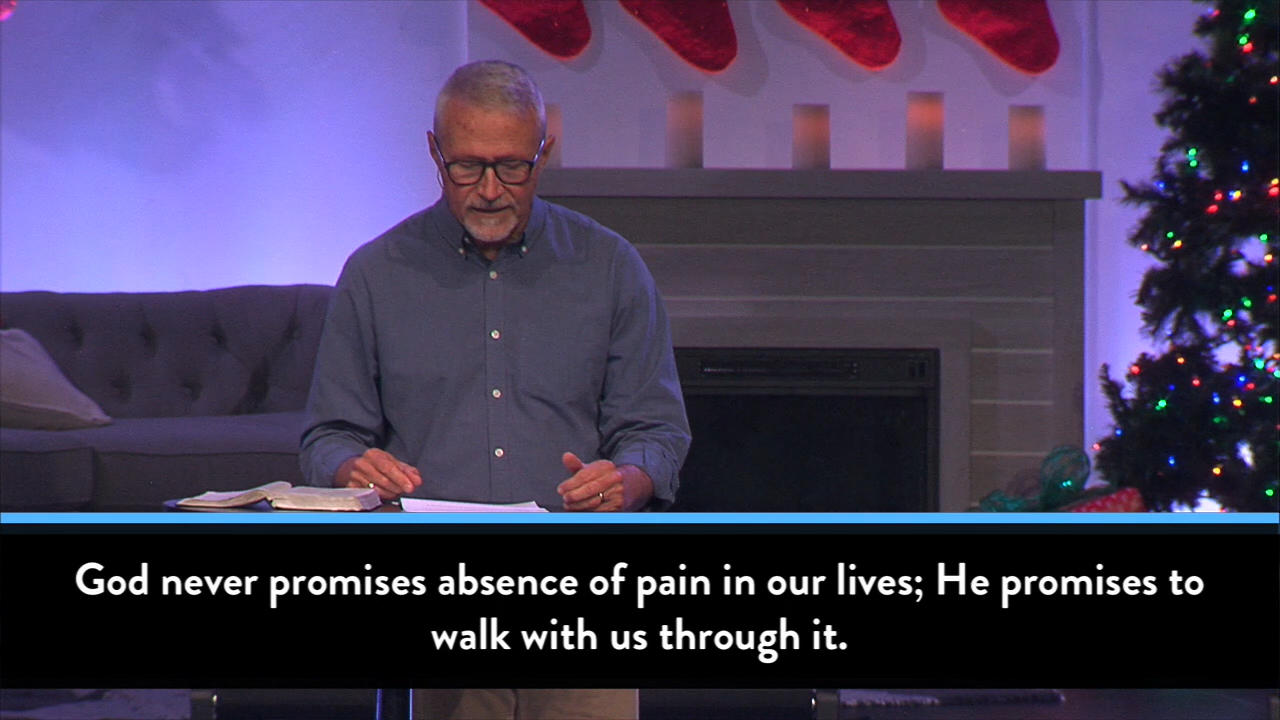 God never promises absence of pain in our lives; He promises to
walk with us through it.